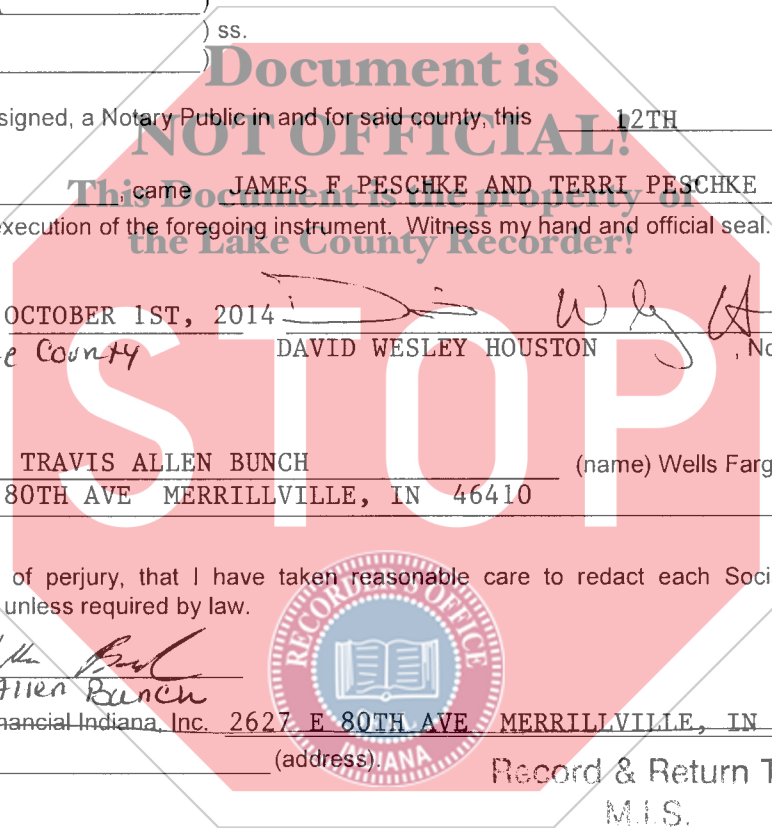 ) ss.
)
Document is
signed, a Notary Public in and for said county, this 12TH
NOT OFFICIAL!
, came JAMES F PESCHKE AND TERRI PESCHKE
This Document is the property of
execution of the foregoing instrument. Witness my hand and official seal.
the Lake County Recorder!
OCTOBER 1ST, 2014
e County DAVID WESLEY HOUSTON , No
STOP
TRAVIS ALLEN BUNCH (name) Wells Farg
80TH AVE MERRILLVILLE, IN 46410
of perjury, that I have taken reasonable care to redact each Soci
unless required by law.
RECORDER'S OFFICE
Allen Bunch
nancial Indiana, Inc. 2627 E 80TH AVE MERRILLVILLE, IN
INDIANA
(address).
Record & Return T
M.I.S.